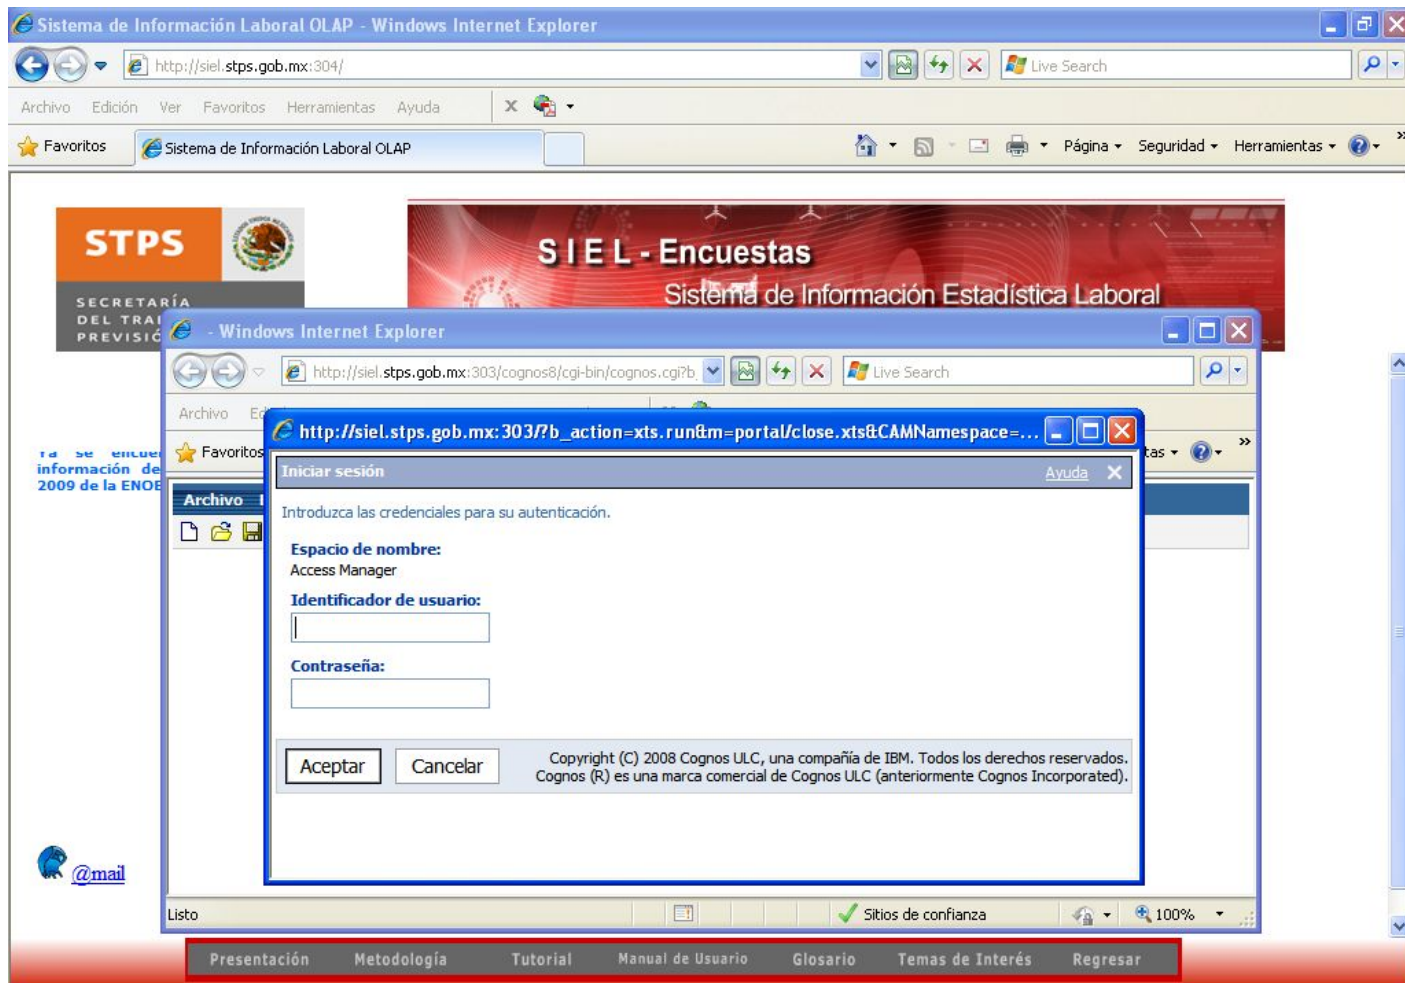 Sistema de Información Laboral OLAP - Windows Internet Explorer
http://siel.stps.gob.mx:304/
Live Search
Archivo Edición Ver Favoritos Herramientas Ayuda
X
Favoritos
Sistema de Información Laboral OLAP
Página Seguridad Herramientas
STPS
SECRETARÍA
DEL TRA
PREVISIÓ
S I E L - Encuestas
Sistema de Información Estadística Laboral
- Windows Internet Explorer
http://siel.stps.gob.mx:303/cognos8/cgi-bin/cognos.cgi?b_
Live Search
Archivo Ed
http://siel.stps.gob.mx:303/?b_action=xts.run&m=portal/close.xts&CAMNamespace=...
Favoritos
tas
Ya se encue
información de
2009 de la ENOE
Iniciar sesión
Ayuda
Archivo
Introduzca las credenciales para su autenticación.
Espacio de nombre:
Access Manager
Identificador de usuario:
Contraseña:
Aceptar
Cancelar
Copyright (C) 2008 Cognos ULC, una compañía de IBM. Todos los derechos reservados.
Cognos (R) es una marca comercial de Cognos ULC (anteriormente Cognos Incorporated).
@mail
Listo
Sitios de confianza
100%
Presentación Metodología Tutorial Manual de Usuario Glosario Temas de Interés Regresar